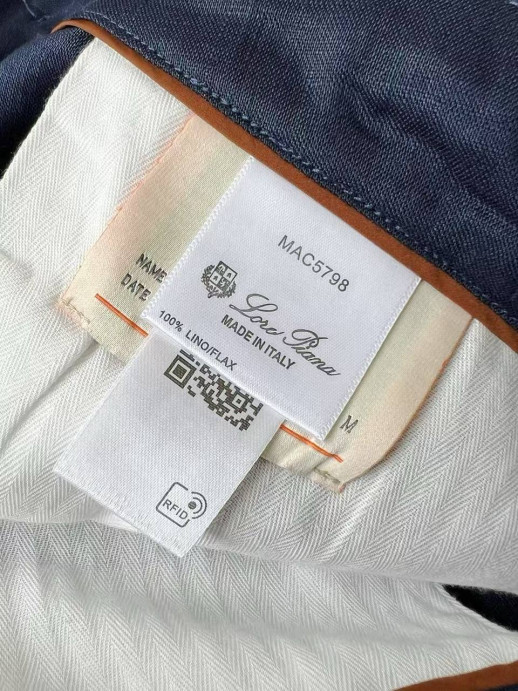 MAC5798
Loro Piana
MADE IN ITALY
100% LINO/FLAX
NAME
DATE
M
RFID